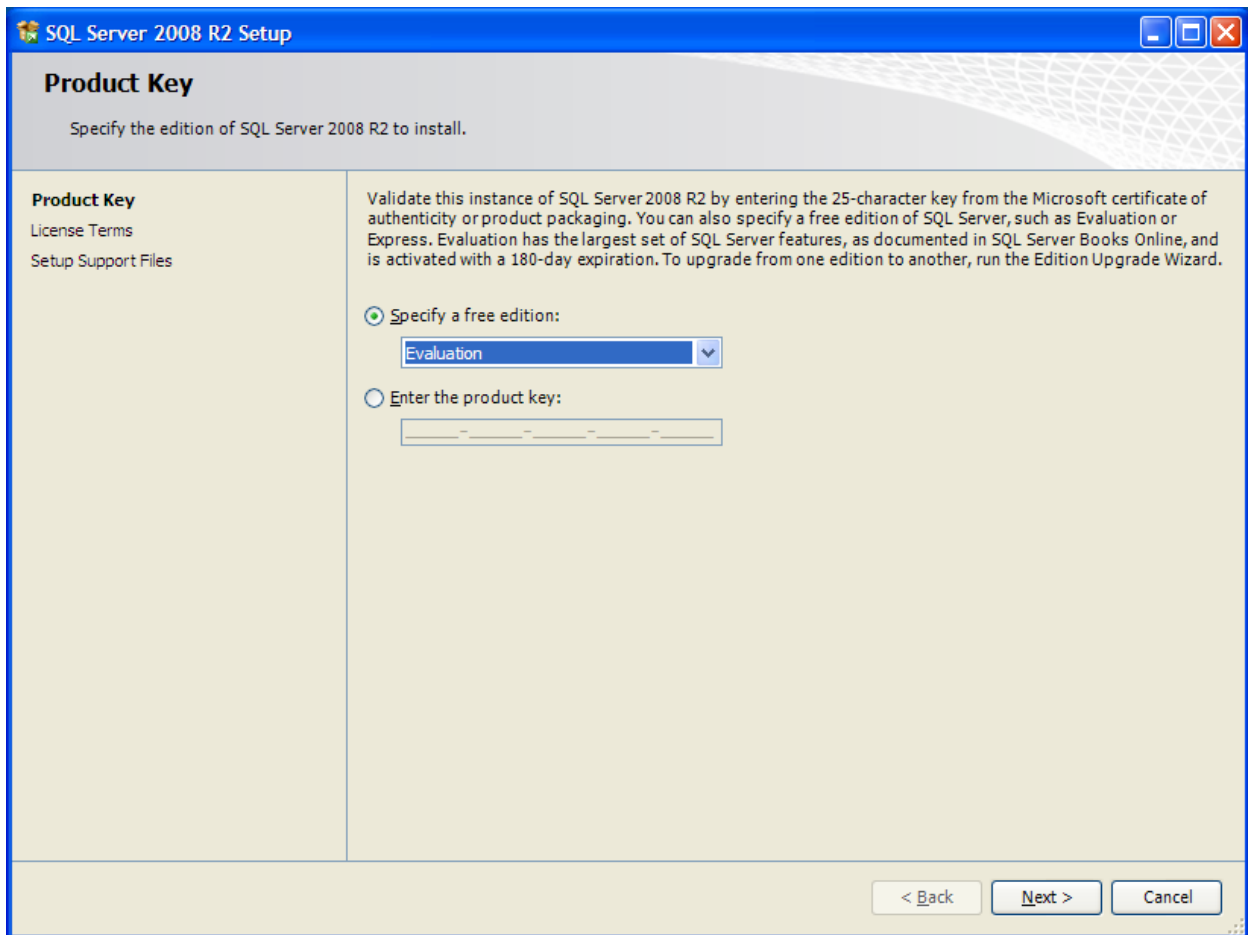 SQL Server 2008 R2 Setup
Product Key
Specify the edition of SQL Server 2008 R2 to install.
Product Key
License Terms
Setup Support Files
Validate this instance of SQL Server 2008 R2 by entering the 25-character key from the Microsoft certificate of
authenticity or product packaging. You can also specify a free edition of SQL Server, such as Evaluation or
Express. Evaluation has the largest set of SQL Server features, as documented in SQL Server Books Online, and
is activated with a 180-day expiration. To upgrade from one edition to another, run the Edition Upgrade Wizard.
Specify a free edition:
Evaluation
Enter the product key:
_____-_____-_____-_____-_____
< Back
Next >
Cancel